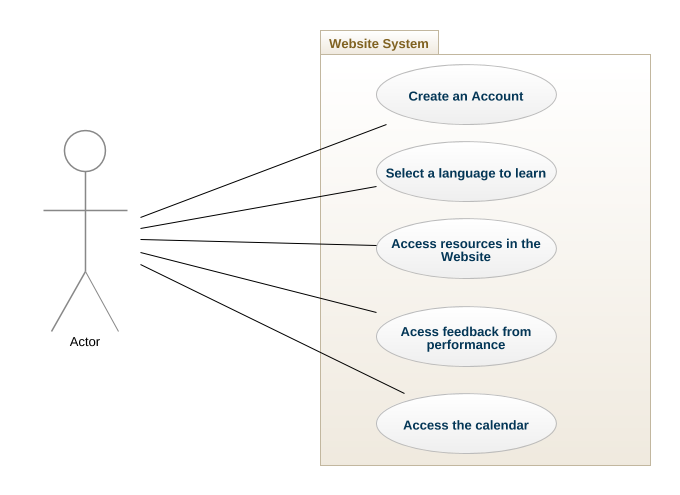 Website System
Create an Account
Select a language to learn
Access resources in the
Website
Acess feedback from
performance
Access the calendar
Actor